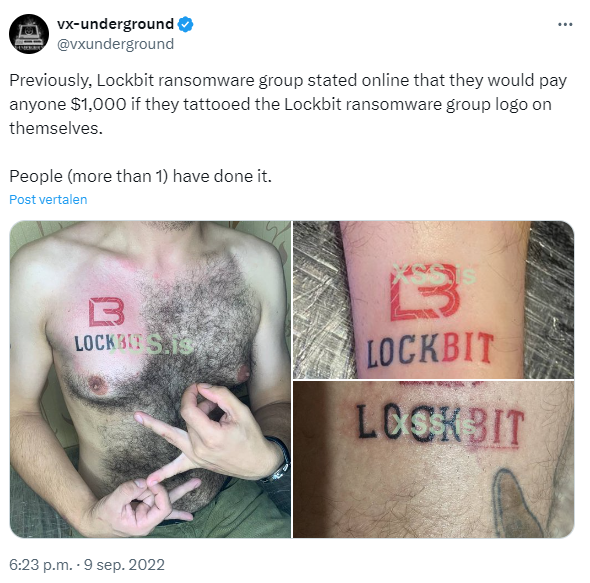 vx-underground
@vxunderground
Previously, Lockbit ransomware group stated online that they would pay
anyone $1,000 if they tattooed the Lockbit ransomware group logo on
themselves.
People (more than 1) have done it.
Post vertalen
LOCKBIT
XSS.is
XSS.is
LOCKBIT
LOCKBIT
XSS.is
6:23 p.m. · 9 sep. 2022